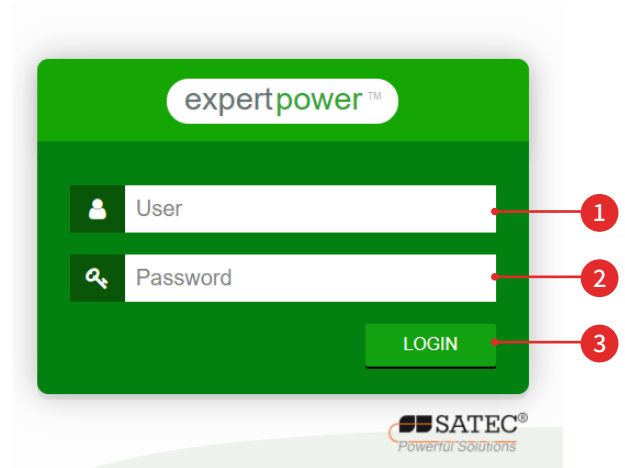 expertpower™
User
1
Password
2
LOGIN
3
SATEC®
Powerful Solutions